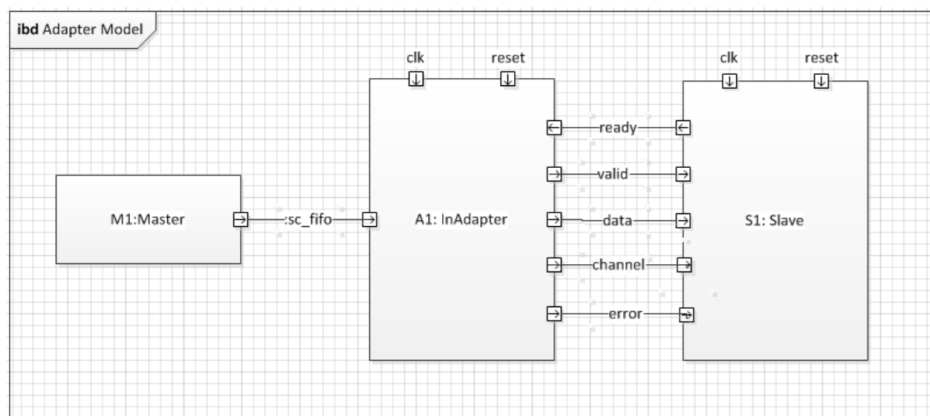 ibd Adapter Model
clk reset
clk reset
ready
valid
M1:Master
:sc_fifo
A1: InAdapter
data
S1: Slave
channel
error